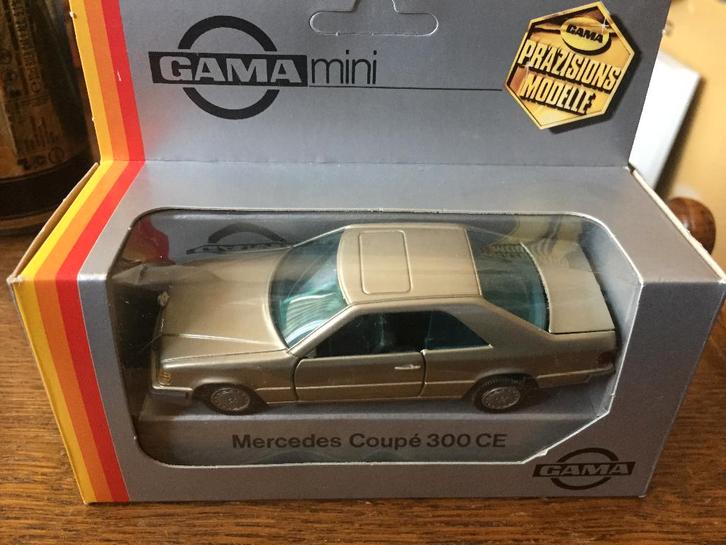 GAMA mini
GAMA
PRÄZISIONS
MODELLE
Mercedes Coupé 300 CE
GAMA